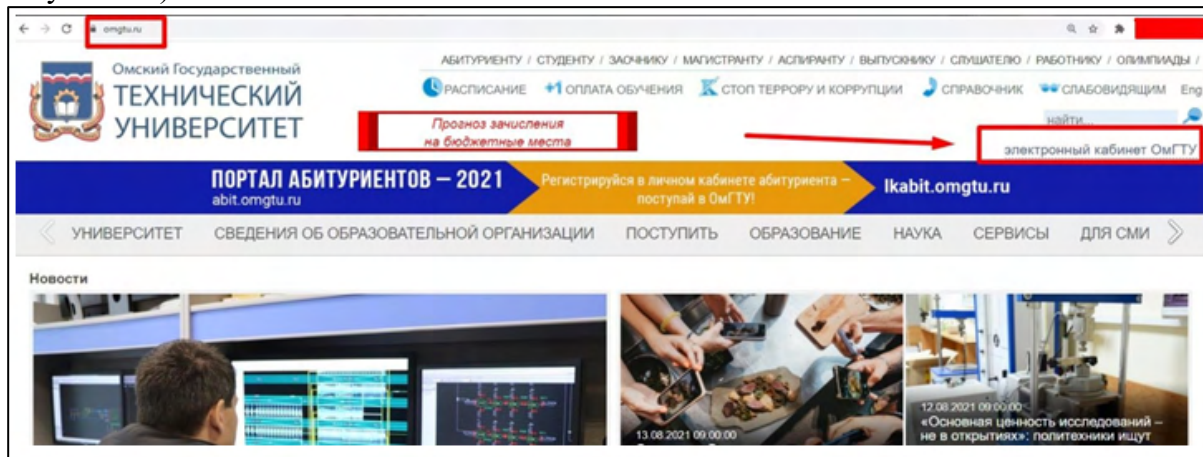 omgtu.ru
АБИТУРИЕНТУ / СТУДЕНТУ / ЗАОЧНИКУ / МАГИСТРАНТУ / АСПИРАНТУ / ВЫПУСКНИКУ / СЛУШАТЕЛЮ / РАБОТНИКУ / ОЛИМПИАДЫ /
Омский Государственный
ТЕХНИЧЕСКИЙ
УНИВЕРСИТЕТ
РАСПИСАНИЕ +1 ОПЛАТА ОБУЧЕНИЯ СТОП ТЕРРОРУ И КОРРУПЦИИ СПРАВОЧНИК СЛАБОВИДЯЩИМ Eng
найти...
Прогноз зачисления
на бюджетные места
электронный кабинет ОмГТУ
ПОРТАЛ АБИТУРИЕНТОВ – 2021
abit.omgtu.ru
Регистрируйся в личном кабинете абитуриента –
поступай в ОмГТУ!
lkabit.omgtu.ru
УНИВЕРСИТЕТ СВЕДЕНИЯ ОБ ОБРАЗОВАТЕЛЬНОЙ ОРГАНИЗАЦИИ ПОСТУПИТЬ ОБРАЗОВАНИЕ НАУКА СЕРВИСЫ ДЛЯ СМИ
Новости
13.08.2021 09:00:00
12.08.2021 09:00:00
«Основная ценность исследований –
не в открытиях»: политехники ищут